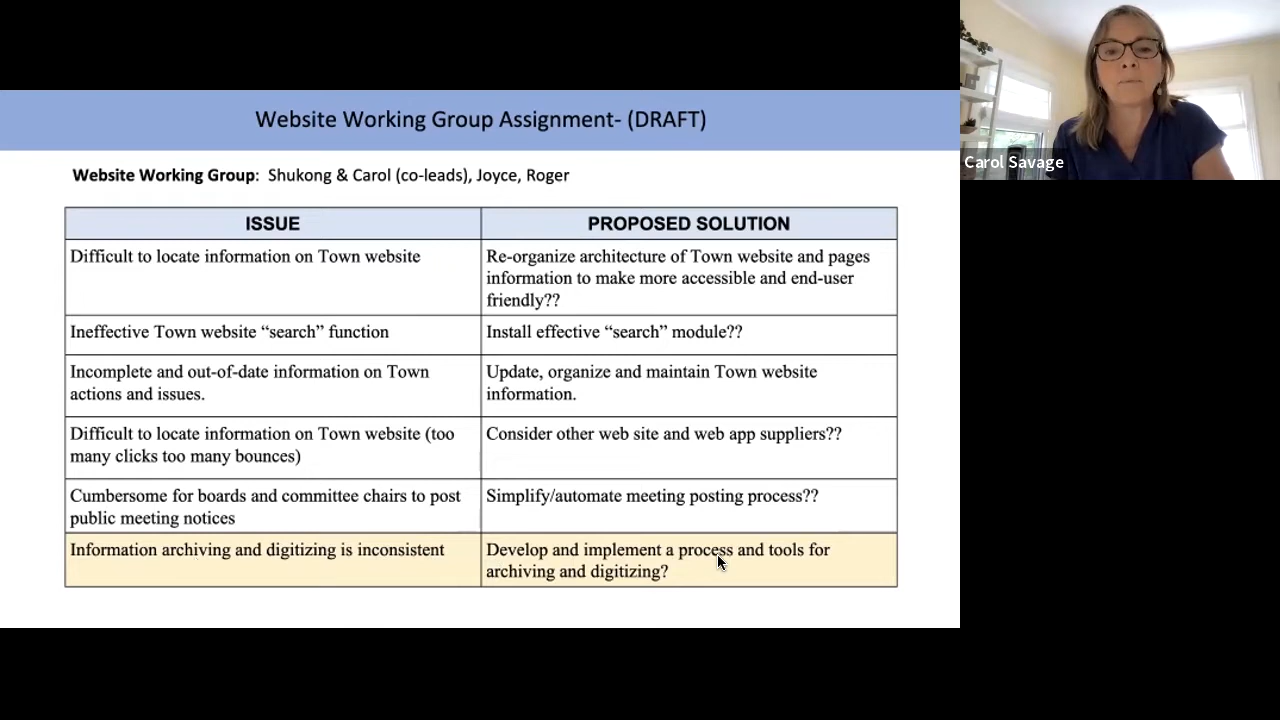 Website Working Group Assignment- (DRAFT)
Carol Savage
Website Working Group: Shukong & Carol (co-leads), Joyce, Roger
ISSUE
PROPOSED SOLUTION
Difficult to locate information on Town website
Re-organize architecture of Town website and pages
information to make more accessible and end-user
friendly??
Ineffective Town website “search” function
Install effective “search” module??
Incomplete and out-of-date information on Town
actions and issues.
Update, organize and maintain Town website
information.
Difficult to locate information on Town website (too
many clicks too many bounces)
Consider other web site and web app suppliers??
Cumbersome for boards and committee chairs to post
public meeting notices
Simplify/automate meeting posting process??
Information archiving and digitizing is inconsistent
Develop and implement a process and tools for
archiving and digitizing?